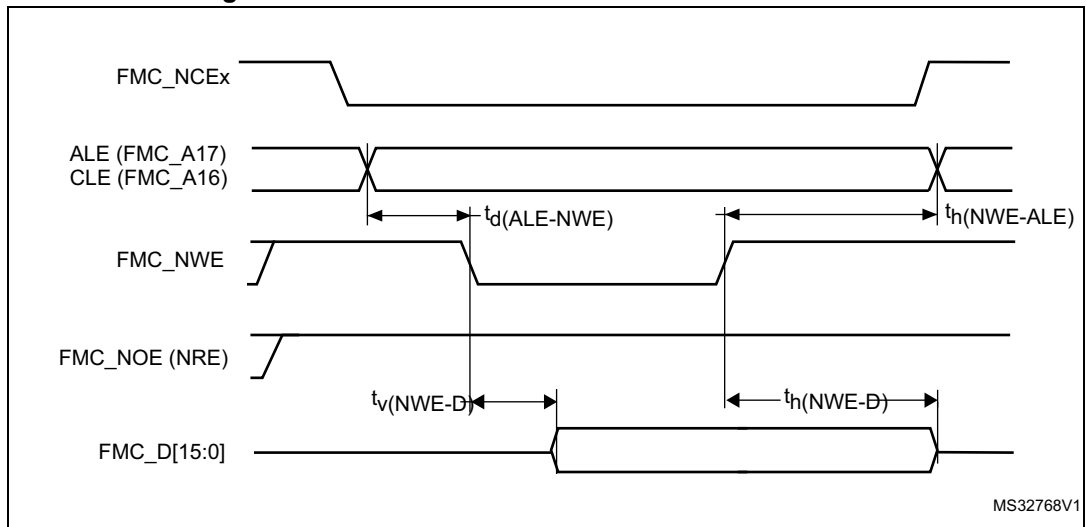 FMC_NCEx
ALE (FMC_A17)
CLE (FMC_A16)
td(ALE-NWE)
th(NWE-ALE)
FMC_NWE
FMC_NOE (NRE)
tv(NWE-D)
th(NWE-D)
FMC_D[15:0]
MS32768V1